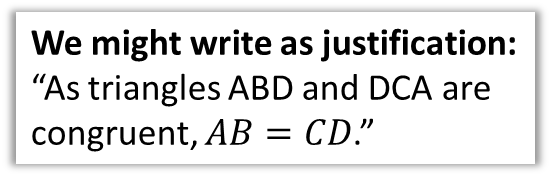 We might write as justification:
“As triangles ABD and DCA are
congruent, 𝐴𝐵 = 𝐶𝐷.”